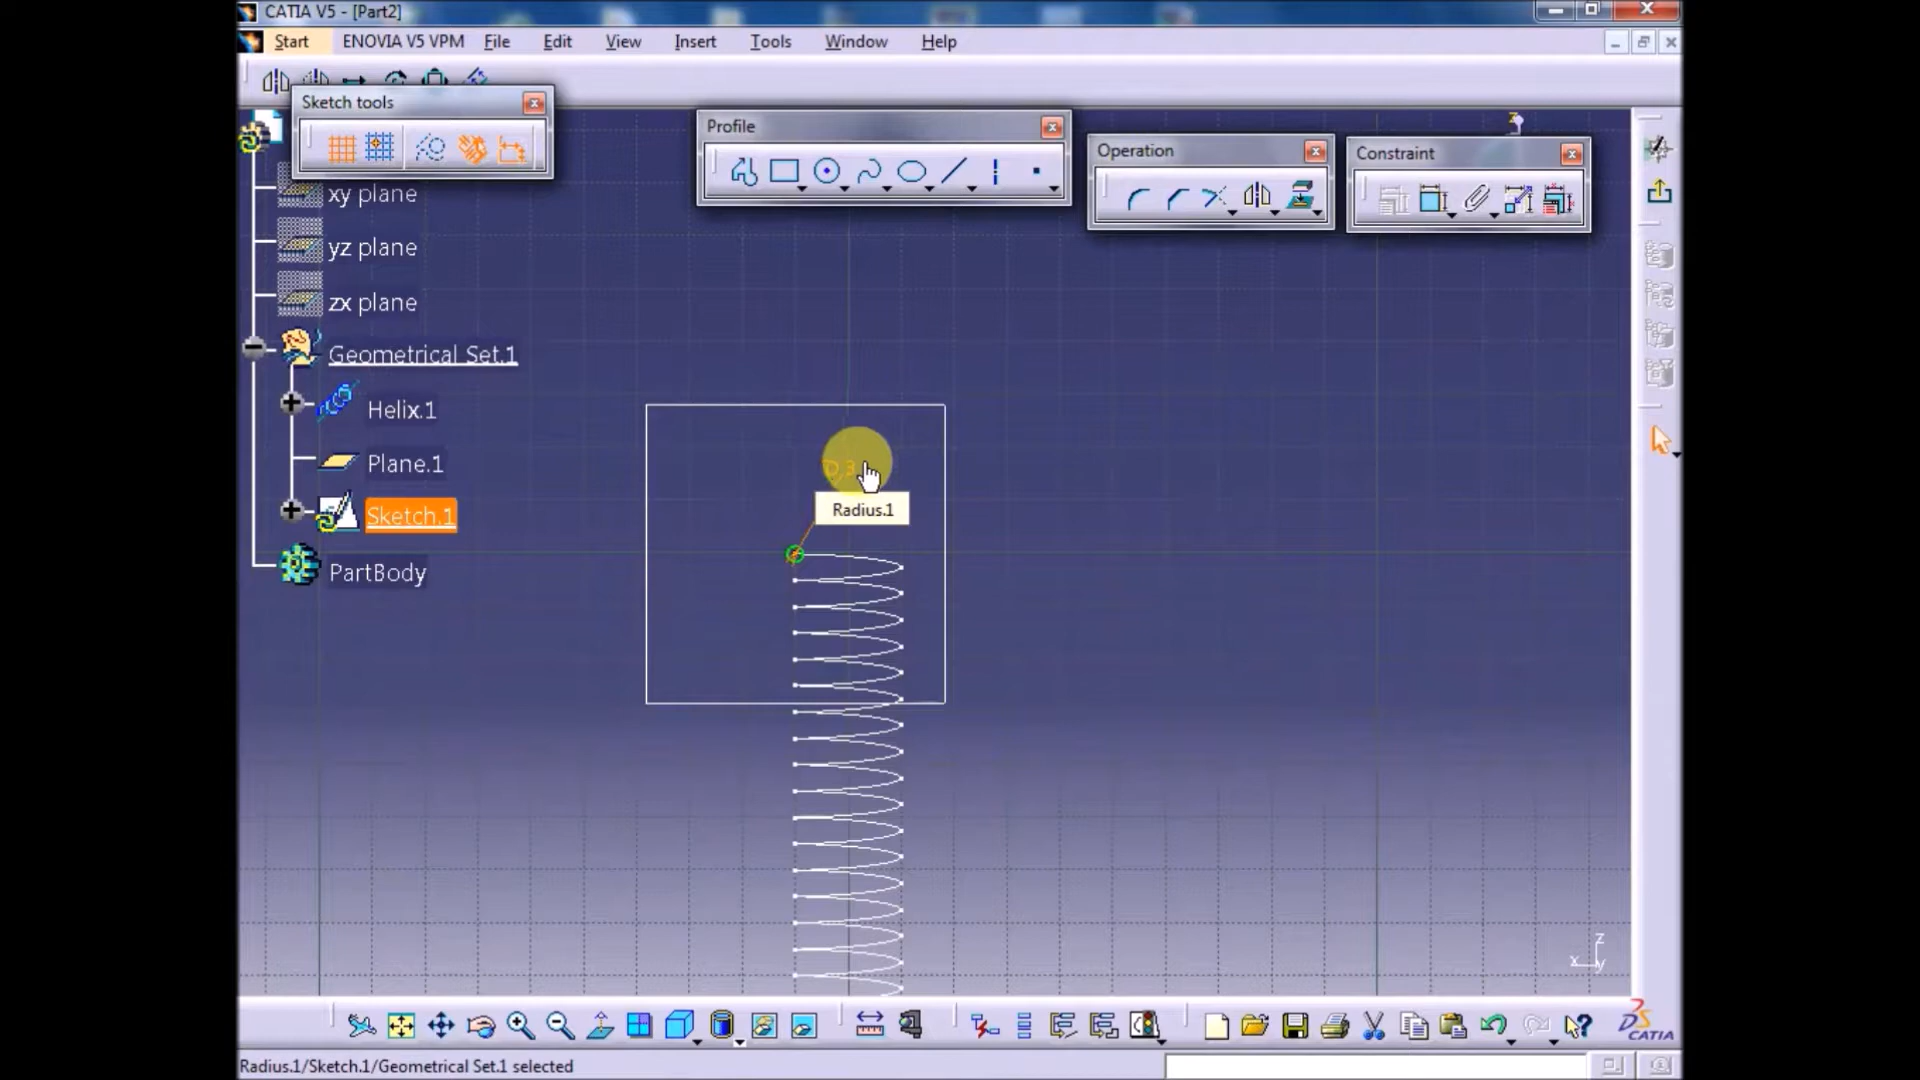 CATIA V5 - [Part2]
Start ENOVIA V5 VPM File Edit View Insert Tools Window Help
Sketch tools
Profile
Operation
Constraint
xy plane
yz plane
zx plane
Geometrical Set.1
Helix.1
Plane.1
Sketch.1
PartBody
D 3
Radius.1
z
x
y
CATIA
Radius.1/Sketch.1/Geometrical Set.1 selected